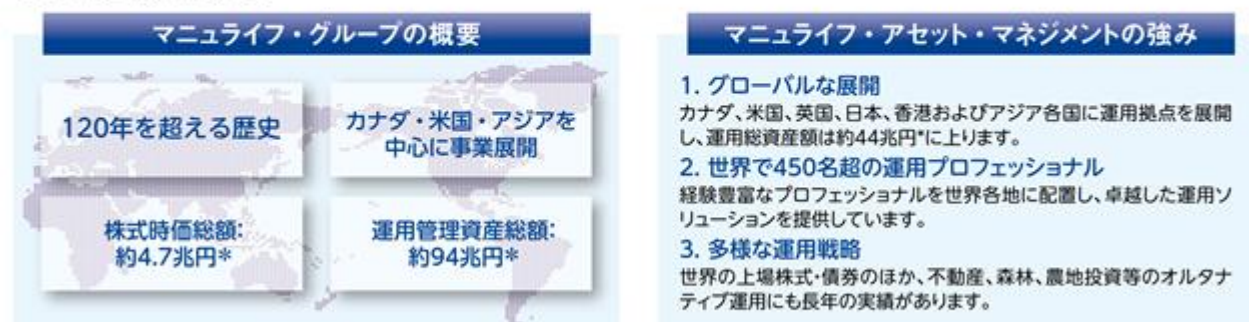 マニュライフ・グループの概要
120年を超える歴史
カナダ・米国・アジアを
中心に事業展開
株式時価総額:
約4.7兆円*
運用管理資産総額:
約94兆円*
マニュライフ・アセット・マネジメントの強み
1. グローバルな展開
カナダ、米国、英国、日本、香港およびアジア各国に運用拠点を展開
し、運用総資産額は約44兆円*に上ります。
2. 世界で450名超の運用プロフェッショナル
経験豊富なプロフェッショナルを世界各地に配置し、卓越した運用ソ
リューションを提供しています。
3. 多様な運用戦略
世界の上場株式・債券のほか、不動産、森林、農地投資等のオルタナ
ティブ運用にも長年の実績があります。